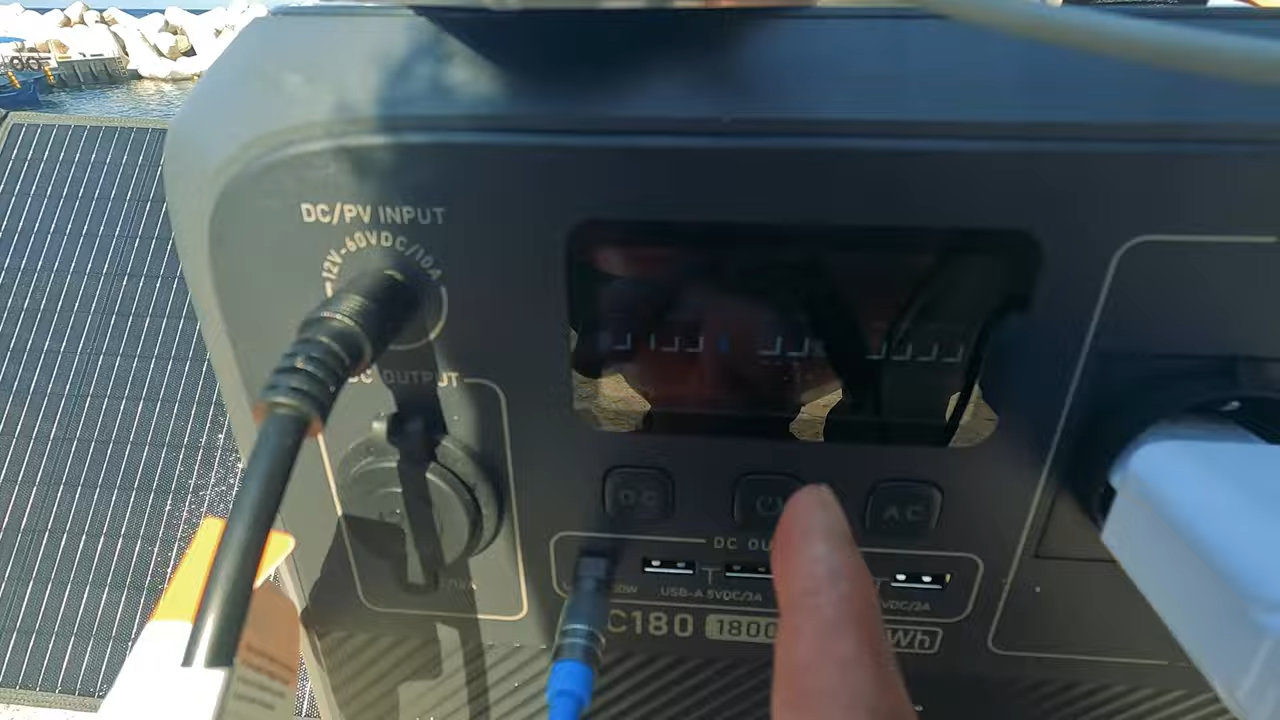 DC/PV INPUT
12V-60VDC/10A
DC OUTPUT
DC
AC
DC OU
USB-A 5VDC/3A
VDC/3A
C180
1800
Wh